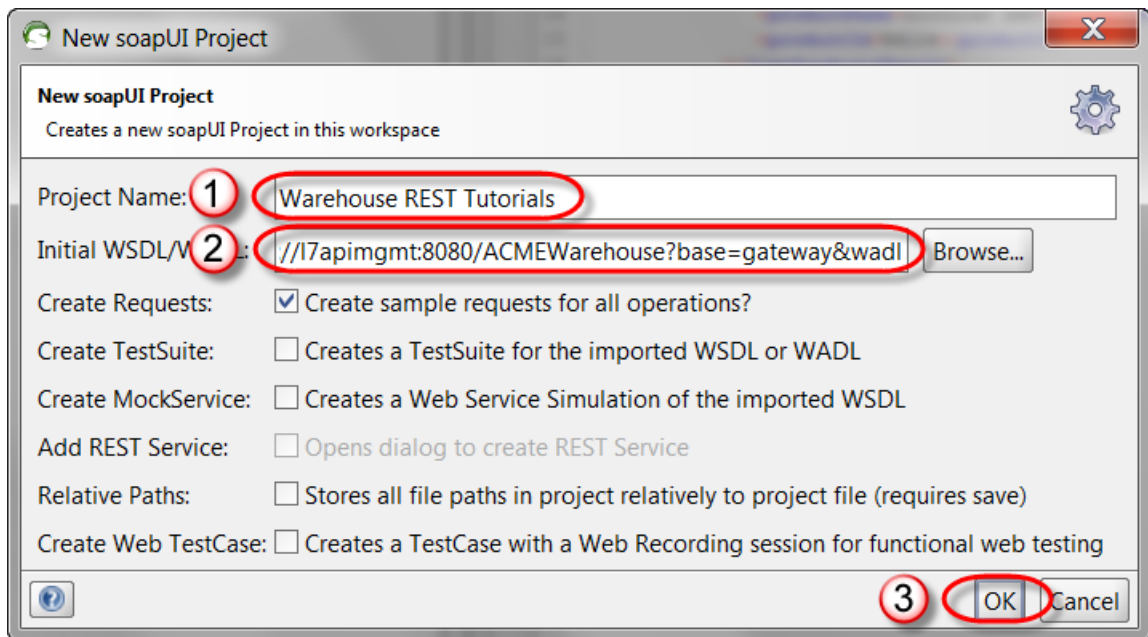 New soapUI Project
X
New soapUI Project
Creates a new soapUI Project in this workspace
Project Name: 1 Warehouse REST Tutorials
Initial WSDL/W 2 L: //l7apimgmt:8080/ACMEWarehouse?base=gateway&wadl Browse...
Create Requests: Create sample requests for all operations?
Create TestSuite: Creates a TestSuite for the imported WSDL or WADL
Create MockService: Creates a Web Service Simulation of the imported WSDL
Add REST Service: Opens dialog to create REST Service
Relative Paths: Stores all file paths in project relatively to project file (requires save)
Create Web TestCase: Creates a TestCase with a Web Recording session for functional web testing
? 3 OK Cancel